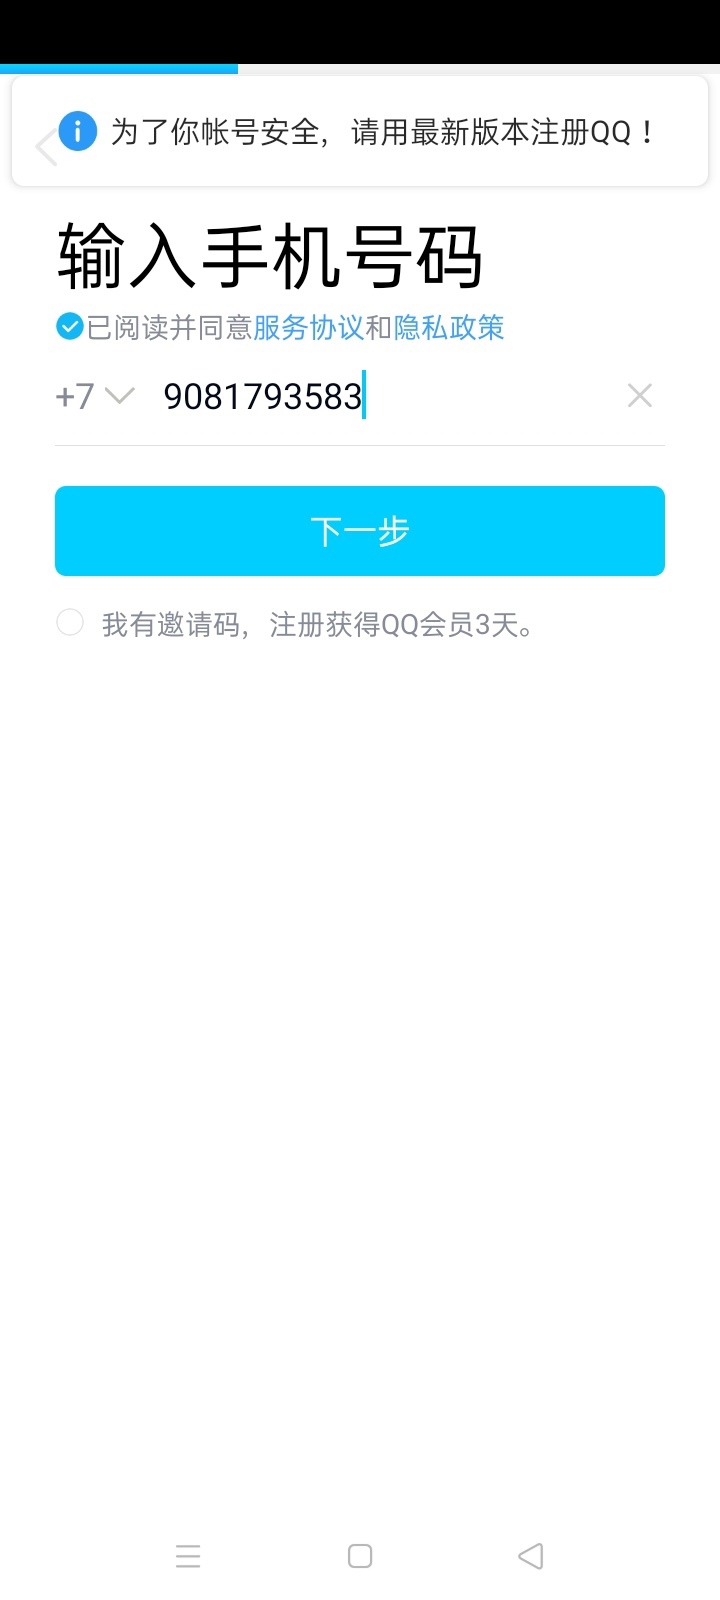 为了你帐号安全，请用最新版本注册QQ！
输入手机号码
已阅读并同意服务协议和隐私政策
+7 9081793583
下一步
我有邀请码，注册获得QQ会员3天。